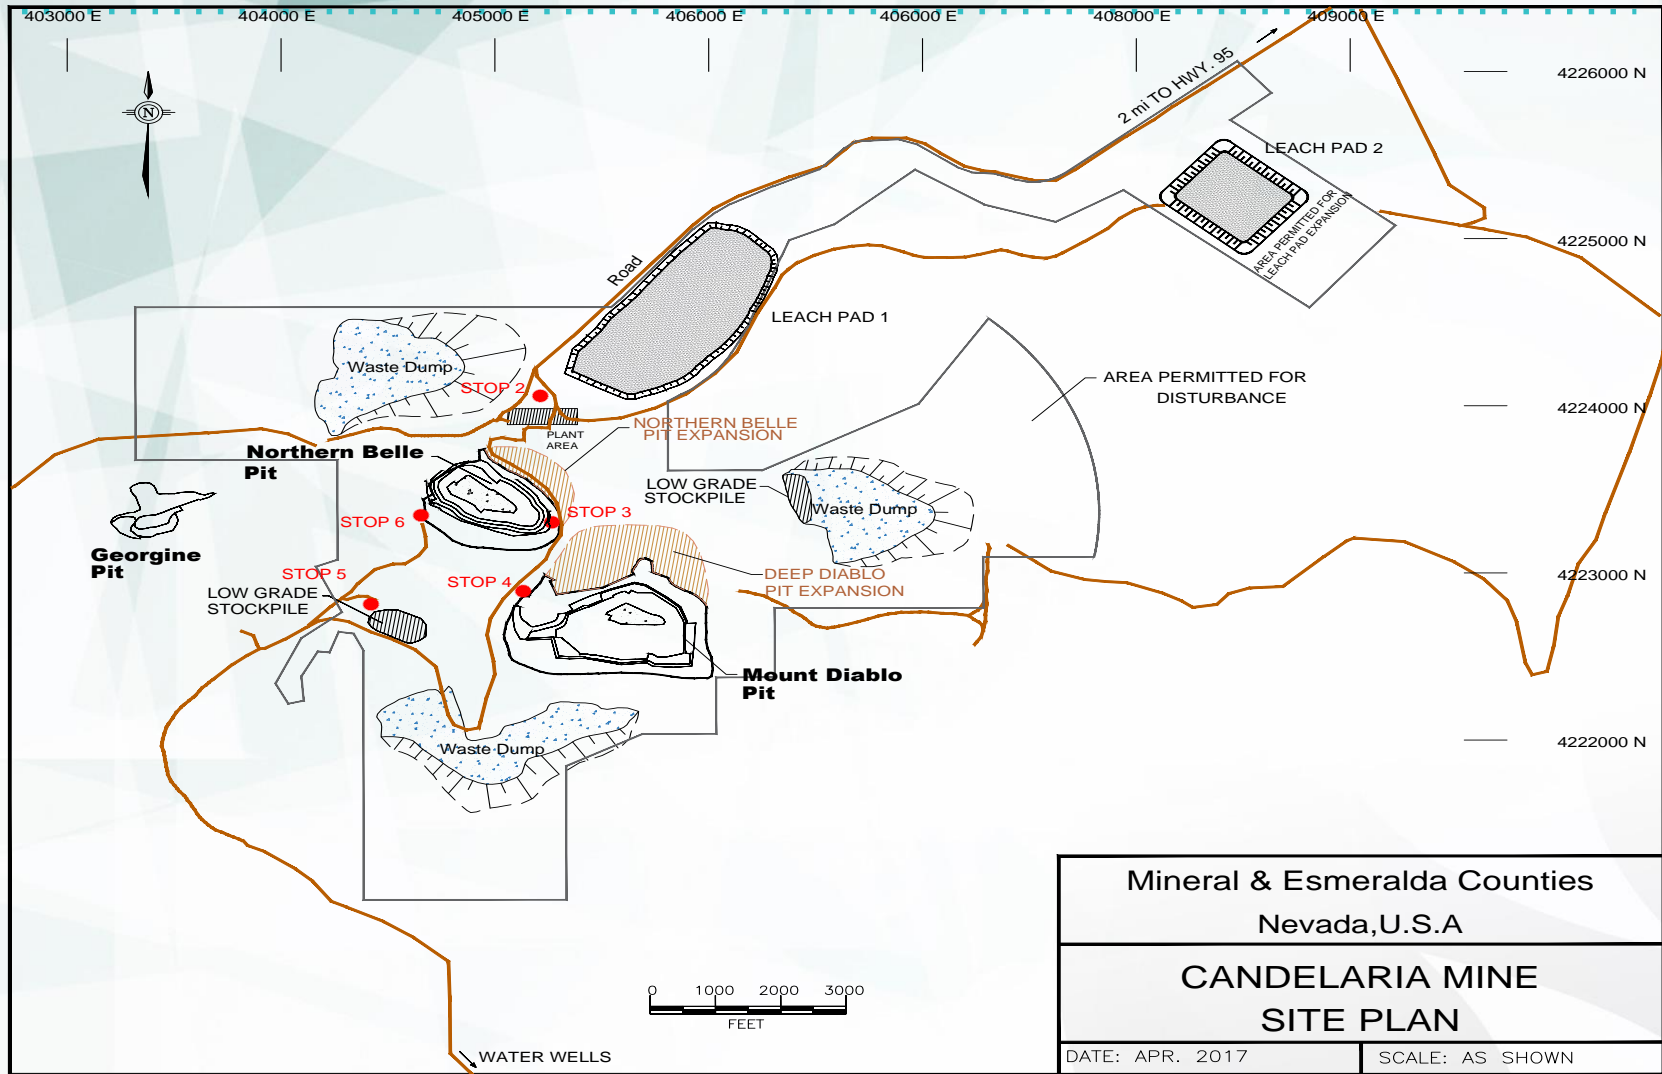 403000 E
404000 E
405000 E
406000 E
406000 E
408000 E
409000 E
2 mi TO HWY. 95
4226000 N
N
LEACH PAD 2
AREA PERMITTED FOR
LEACH PAD EXPANSION
4225000 N
Road
LEACH PAD 1
Waste Dump
STOP 2
AREA PERMITTED FOR
DISTURBANCE
4224000 N
PLANT
AREA
NORTHERN BELLE
PIT EXPANSION
Northern Belle
Pit
LOW GRADE
STOCKPILE
Waste Dump
STOP 6
STOP 3
Georgine
Pit
STOP 5
STOP 4
DEEP DIABLO
PIT EXPANSION
4223000 N
LOW GRADE
STOCKPILE
Mount Diablo
Pit
Waste Dump
4222000 N
Mineral & Esmeralda Counties
Nevada,U.S.A
CANDELARIA MINE
SITE PLAN
DATE: APR. 2017
SCALE: AS SHOWN
0 1000 2000 3000
FEET
WATER WELLS